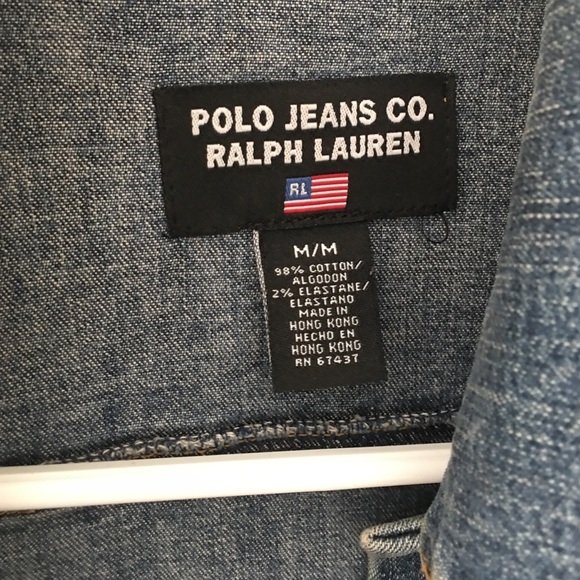 POLO JEANS CO.
RALPH LAUREN
RL
M/M
98% COTTON/
ALGODON
2% ELASTANE/
ELASTANO
MADE IN
HONG KONG
HECHO EN
HONG KONG
RN 67437